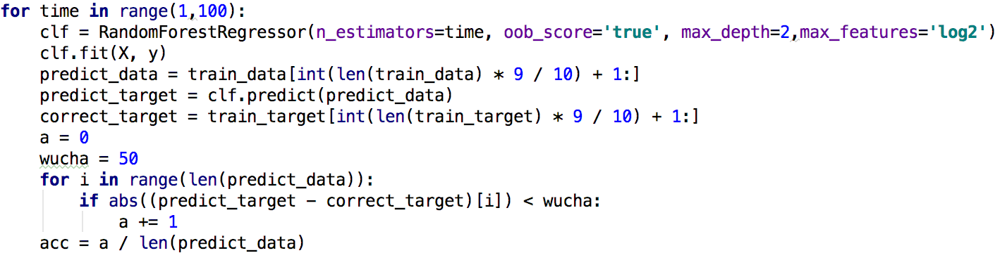 for time in range(1,100):
    clf = RandomForestRegressor(n_estimators=time, oob_score='true', max_depth=2,max_features='log2')
    clf.fit(X, y)
    predict_data = train_data[int(len(train_data) * 9 / 10) + 1:]
    predict_target = clf.predict(predict_data)
    correct_target = train_target[int(len(train_target) * 9 / 10) + 1:]
    a = 0
    wucha = 50
    for i in range(len(predict_data)):
        if abs((predict_target - correct_target)[i]) < wucha:
            a += 1
    acc = a / len(predict_data)